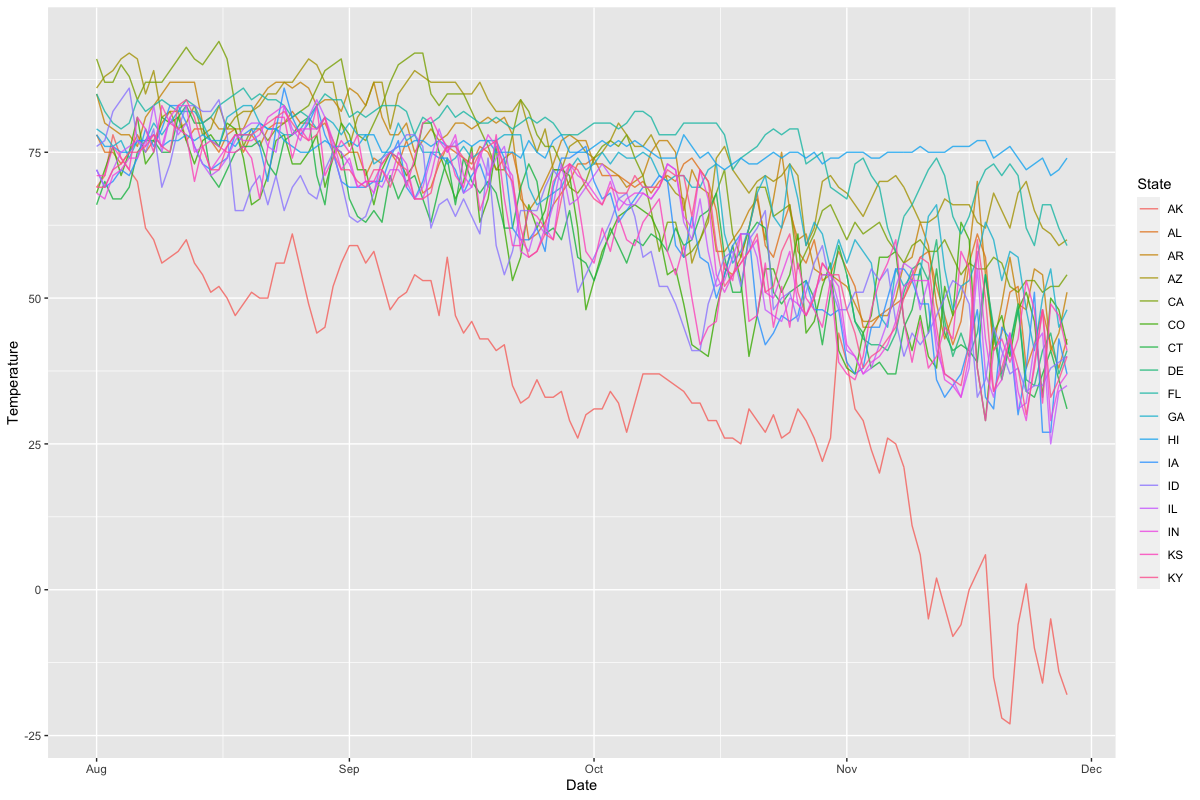 Temperature
75
50
25
0
-25
Aug
Sep
Oct
Nov
Dec
Date
State
AK
AL
AR
AZ
CA
CO
CT
DE
FL
GA
HI
IA
ID
IL
IN
KS
KY